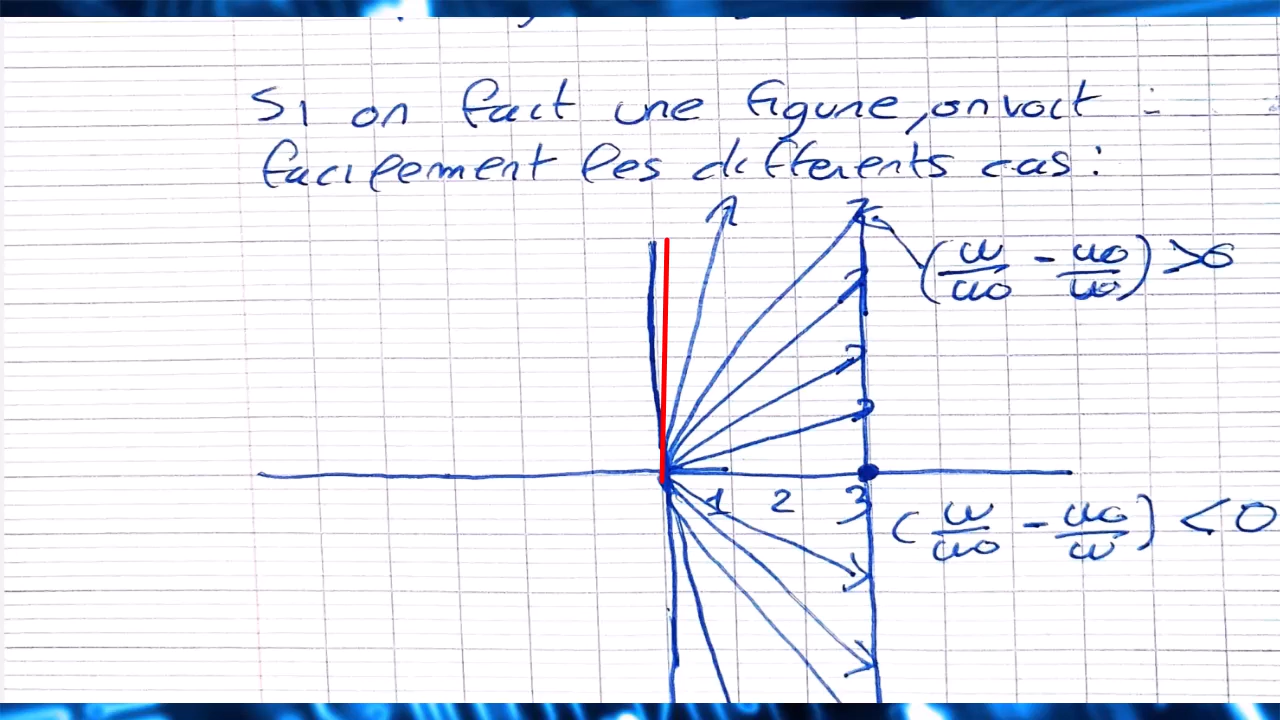 Si on fait une figure, on voit :
facilement les différents cas :
(ω/ω0 - ω0/ω) >0
1 2 3
(ω/ω0 - ω0/ω) <0